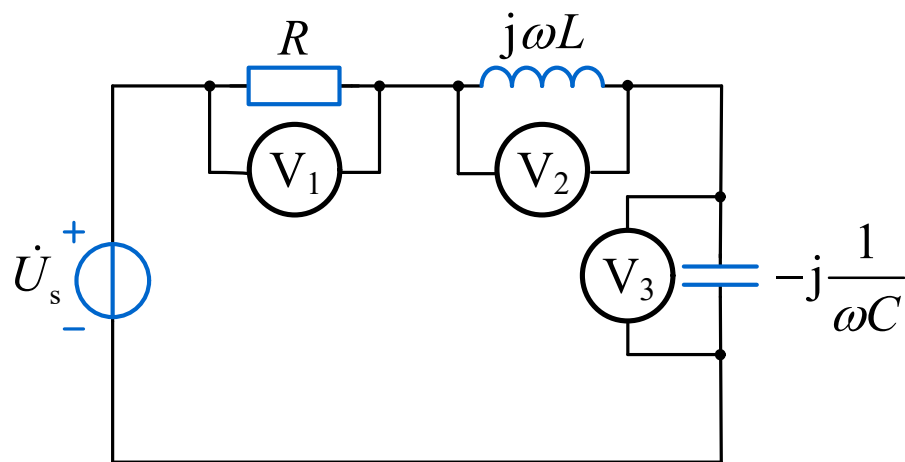 R
jωL
V₁
V₂
+
U̇ₛ
−
V₃
−j 1/ωC